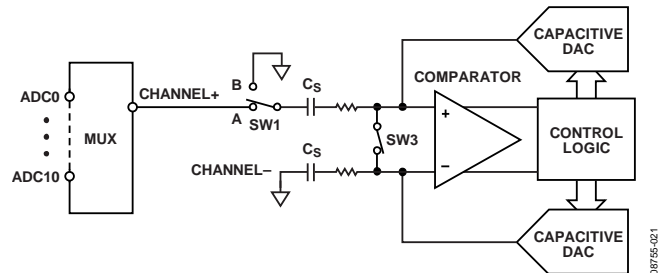 CAPACITIVE
DAC
COMPARATOR
B
CS
CHANNEL+
ADC0
A
SW1
+
MUX
SW3
CONTROL
LOGIC
CS
ADC10
CHANNEL–
–
CAPACITIVE
DAC
08755-021